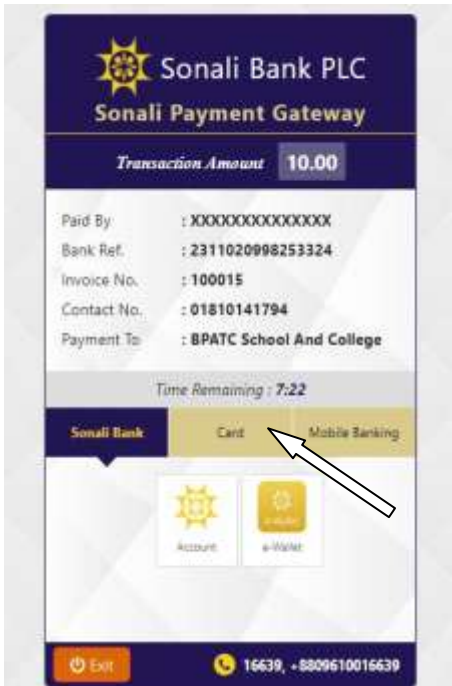 Sonali Bank PLC
Sonali Payment Gateway
Transaction Amount 10.00
Paid By : XXXXXXXXXXXXXX
Bank Ref. : 2311020998253324
Invoice No. : 100015
Contact No. : 01810141794
Payment To : BPATC School And College
Time Remaining : 7:22
Sonali Bank Card Mobile Banking
Account e-Wallet
Exit 16639, +8809610016639